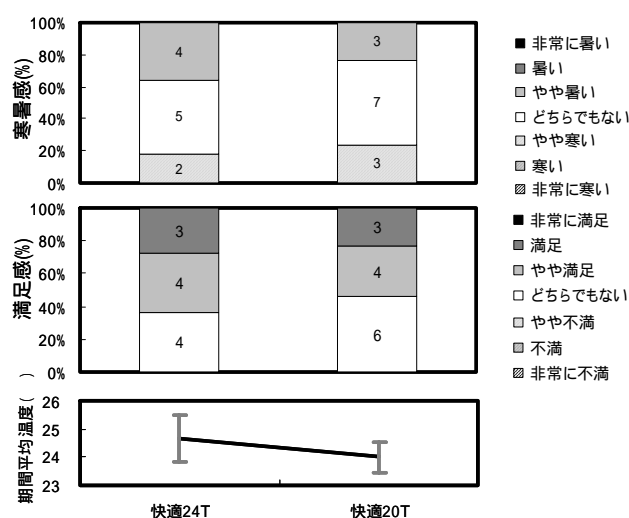 寒暑感(%)
100%
80%
60%
40%
20%
0%
4
5
2
3
7
3
非常に暑い
暑い
やや暑い
どちらでもない
やや寒い
寒い
非常に寒い
満足感(%)
100%
80%
60%
40%
20%
0%
3
4
4
3
4
6
非常に満足
満足
やや満足
どちらでもない
やや不満
不満
非常に不満
期間平均温度( )
26
25
24
23
快適24T
快適20T